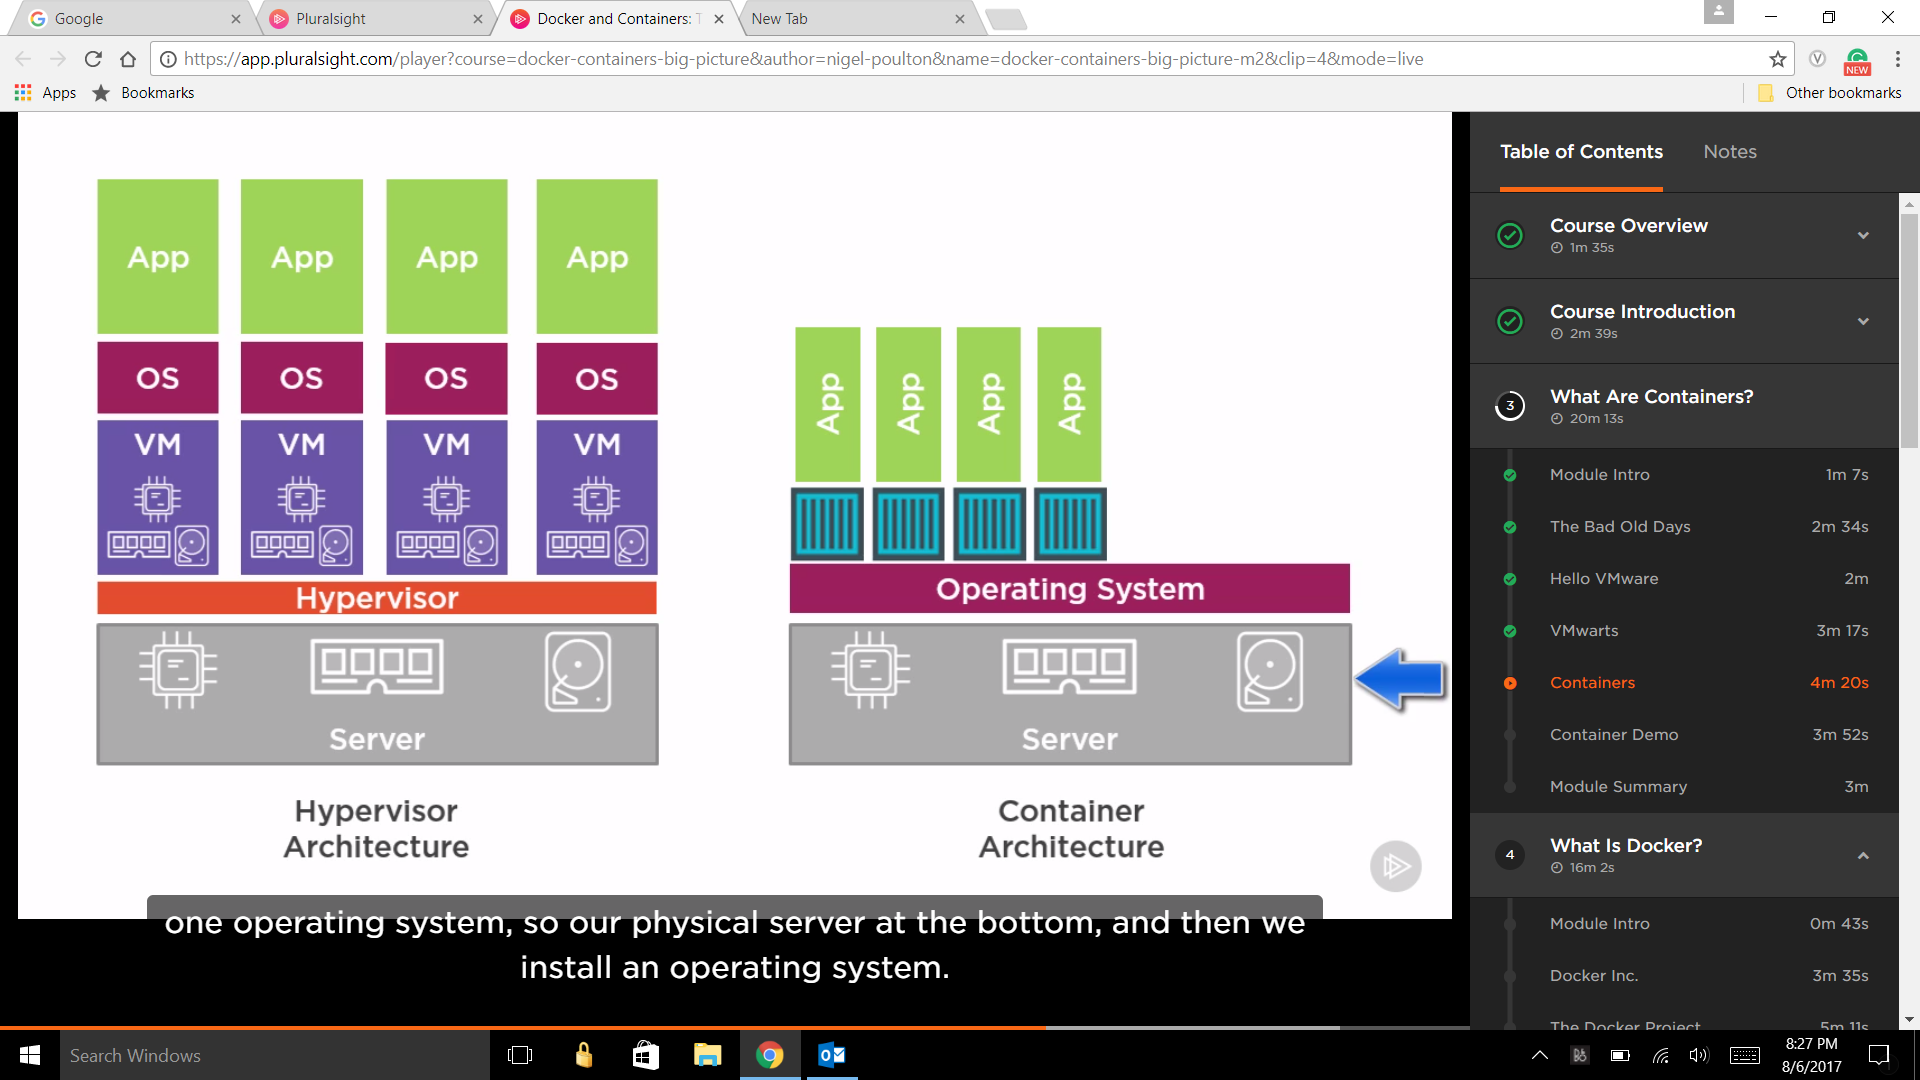 Google
Pluralsight
Docker and Containers: T
New Tab
https://app.pluralsight.com/player?course=docker-containers-big-picture&author=nigel-poulton&name=docker-containers-big-picture-m2&clip=4&mode=live
NEW
Apps
Bookmarks
Other bookmarks
App App App App
OS OS OS OS
VM VM VM VM
Hypervisor
Server
Hypervisor
Architecture
App App App App
Operating System
Server
Container
Architecture
one operating system, so our physical server at the bottom, and then we
install an operating system.
Table of Contents Notes
Course Overview
1m 35s
Course Introduction
2m 39s
3 What Are Containers?
20m 13s
Module Intro 1m 7s
The Bad Old Days 2m 34s
Hello VMware 2m
VMwarts 3m 17s
Containers 4m 20s
Container Demo 3m 52s
Module Summary 3m
4 What Is Docker?
16m 2s
Module Intro 0m 43s
Docker Inc. 3m 35s
The Docker Project 5m 11s
Search Windows
8:27 PM
8/6/2017